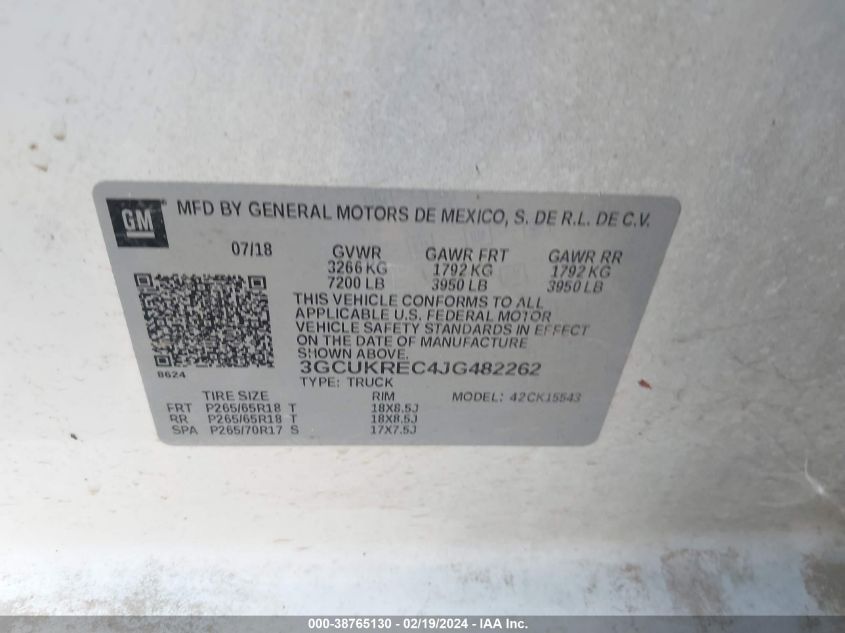 GM
MFD BY GENERAL MOTORS DE MEXICO, S. DE R.L. DE C.V.
07/18 GVWR GAWR FRT GAWR RR
3266 KG 1792 KG 1792 KG
7200 LB 3950 LB 3950 LB
THIS VEHICLE CONFORMS TO ALL
APPLICABLE U.S. FEDERAL MOTOR
VEHICLE SAFETY STANDARDS IN EFFECT
ON THE DATE OF MANUFACTURE
SHOWN ABOVE.
8624 3GCUKREC4JG482262
TYPE: TRUCK
TIRE SIZE RIM MODEL: 42CK15543
FRT P265/65R18 T 18X8.5J
RR P265/65R18 T 18X8.5J
SPA P265/70R17 S 17X7.5J
000-38765130 - 02/19/2024 - IAA Inc.